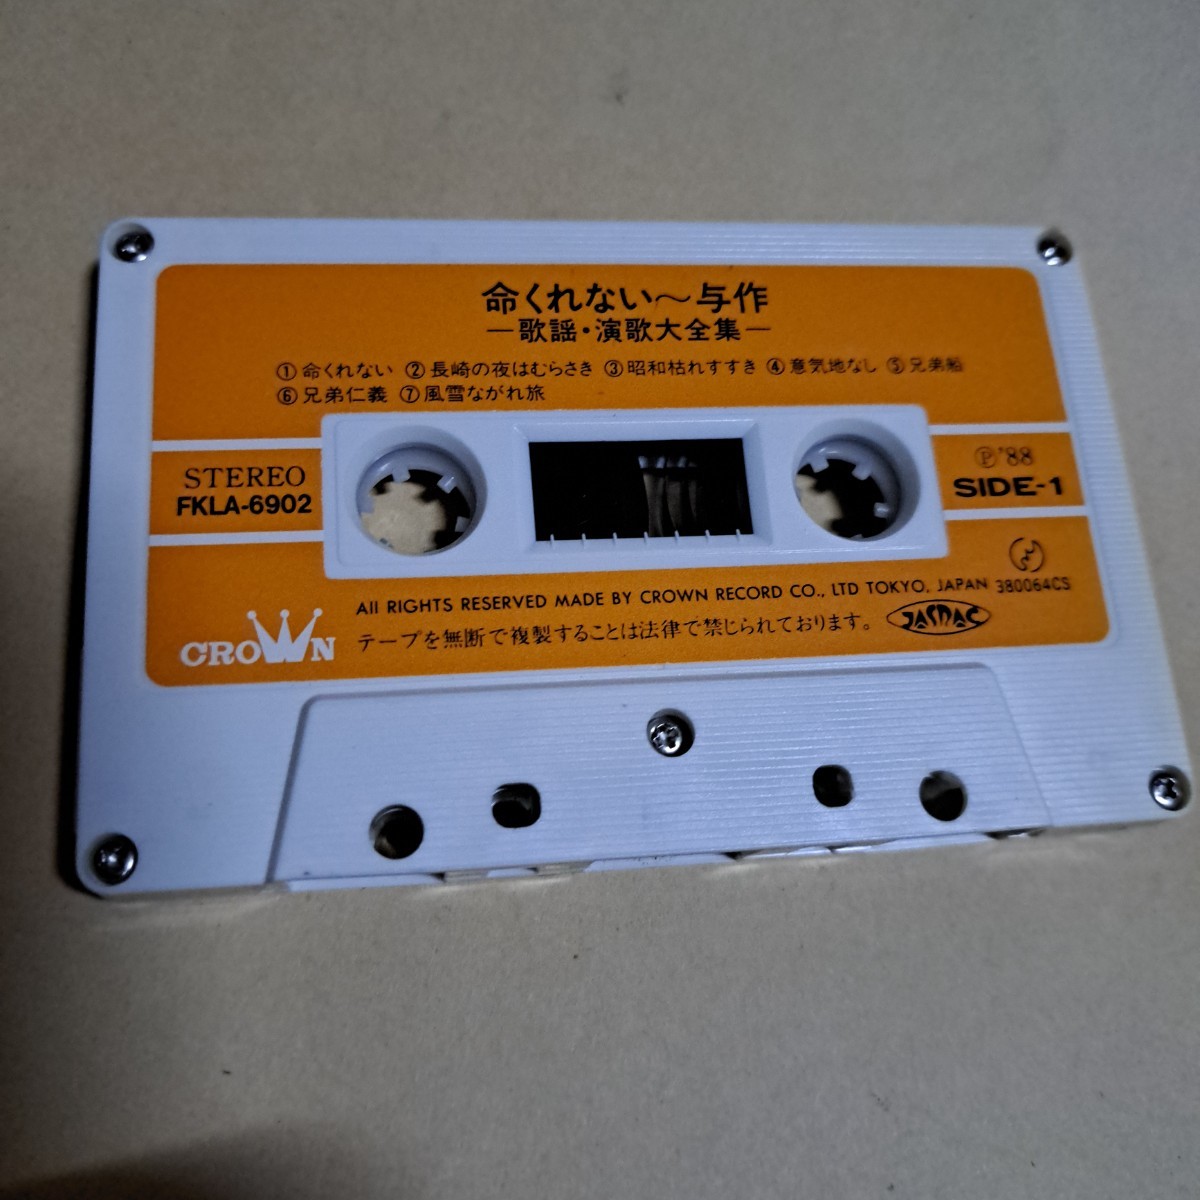 命くれない〜与作
—歌謡・演歌大全集—
①命くれない ②長崎の夜はむらさき ③昭和枯れすすき ④意気地なし ⑤兄弟船
⑥兄弟仁義 ⑦風雪ながれ旅
STEREO
FKLA-6902
Ⓟ'88
SIDE-1
All RIGHTS RESERVED MADE BY CROWN RECORD CO., LTD TOKYO, JAPAN 380064CS
CROWN
テープを無断で複製することは法律で禁じられております。
JASRAC